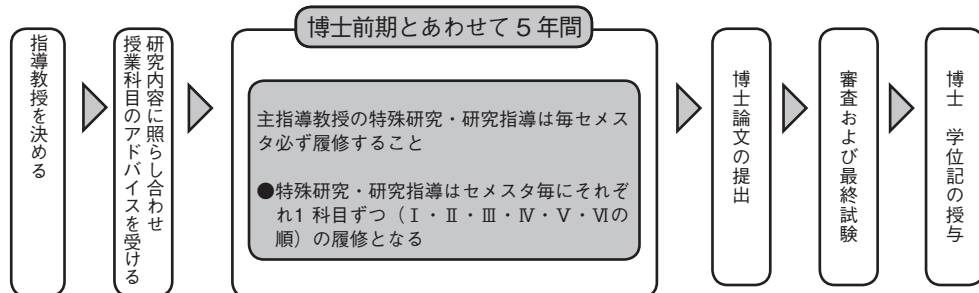 指導教授を決める
研究内容に照らし合わせ
授業科目のアドバイスを受ける
博士前期とあわせて 5 年間
主指導教授の特殊研究・研究指導は毎セメス
タ必ず履修すること
●特殊研究・研究指導はセメスタ毎にそれぞ
れ1 科目ずつ（Ⅰ・Ⅱ・Ⅲ・Ⅳ・Ⅴ・Ⅵの
順）の履修となる
博士論文の提出
審査および最終試験
博士　学位記の授与